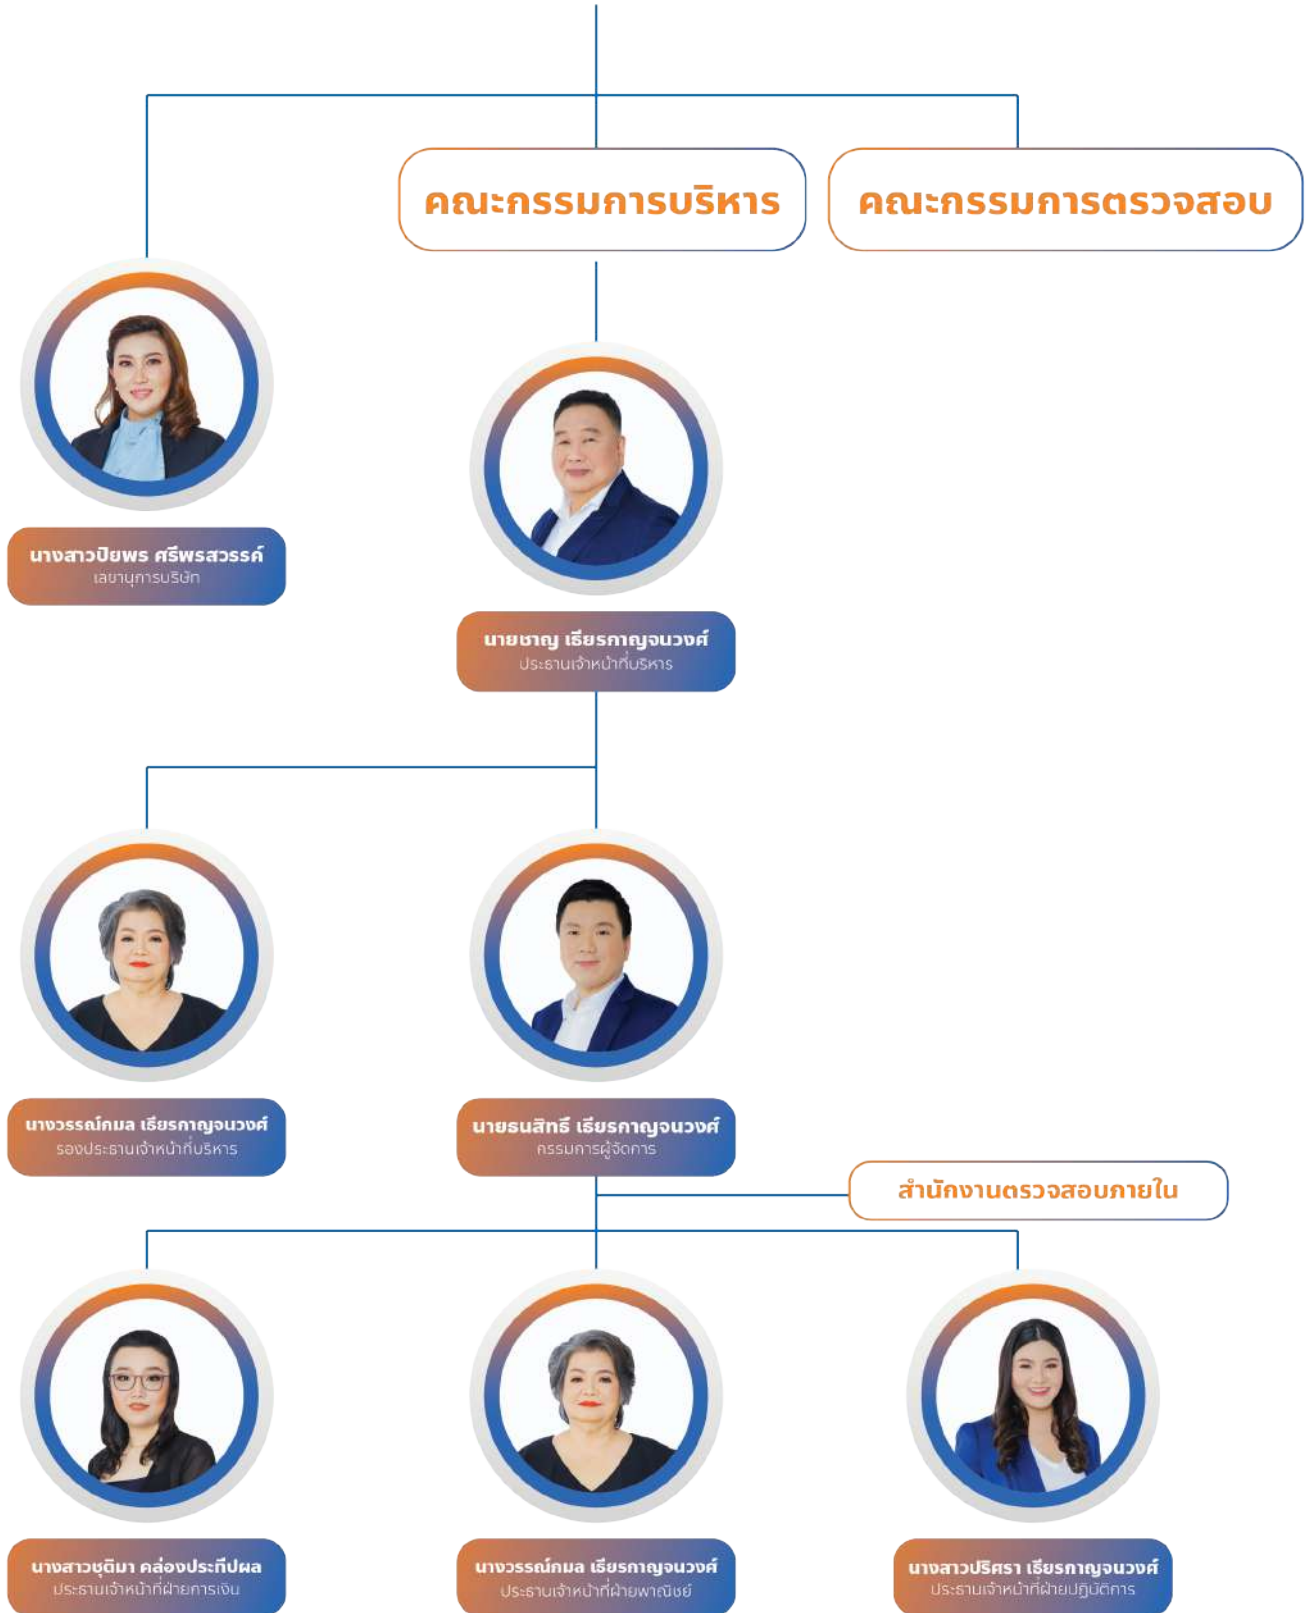 คณะกรรมการบริหาร
คณะกรรมการตรวจสอบ
นางสาวปิยพร ศรีพรสวรรค์
เลขานุการบริษัท
นายชาญ เธียรกาญจนวงศ์
ประธานเจ้าหน้าที่บริหาร
นางวรรณ์กมล เธียรกาญจนวงศ์
รองประธานเจ้าหน้าที่บริหาร
นายธนสิทธิ์ เธียรกาญจนวงศ์
กรรมการผู้จัดการ
สำนักงานตรวจสอบภายใน
นางสาวชุติมา คล่องประทีปผล
ประธานเจ้าหน้าที่ฝ่ายการเงิน
นางวรรณ์กมล เธียรกาญจนวงศ์
ประธานเจ้าหน้าที่ฝ่ายพาณิชย์
นางสาวปริศรา เธียรกาญจนวงศ์
ประธานเจ้าหน้าที่ฝ่ายปฏิบัติการ